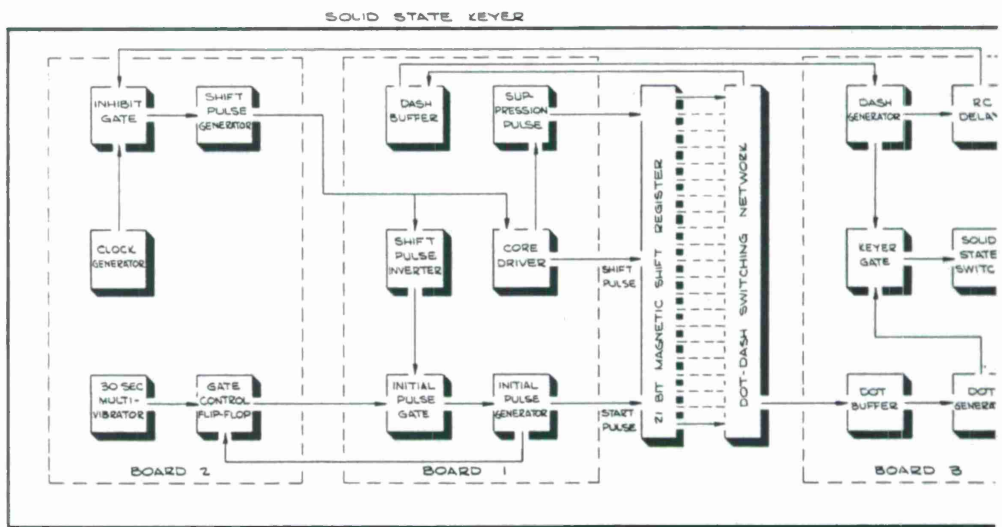 SOLID STATE KEYER
INHIBIT
GATE
SHIFT
PULSE
GENERATOR
CLOCK
GENERATOR
30 SEC
MULTI-
VIBRATOR
GATE
CONTROL
FLIP-FLOP
BOARD 2
DASH
BUFFER
SUP-
PRESSION
PULSE
SHIFT
PULSE
INVERTER
CORE
DRIVER
INITIAL
PULSE
GATE
INITIAL
PULSE
GENERATOR
BOARD 1
SHIFT
PULSE
START
PULSE
21 BIT MAGNETIC SHIFT REGISTER
DOT-DASH SWITCHING NETWORK
DASH
GENERATOR
RC
DELAY
KEYER
GATE
SOLID
STATE
SWITC
DOT
BUFFER
DOT
GENERAT
BOARD 3